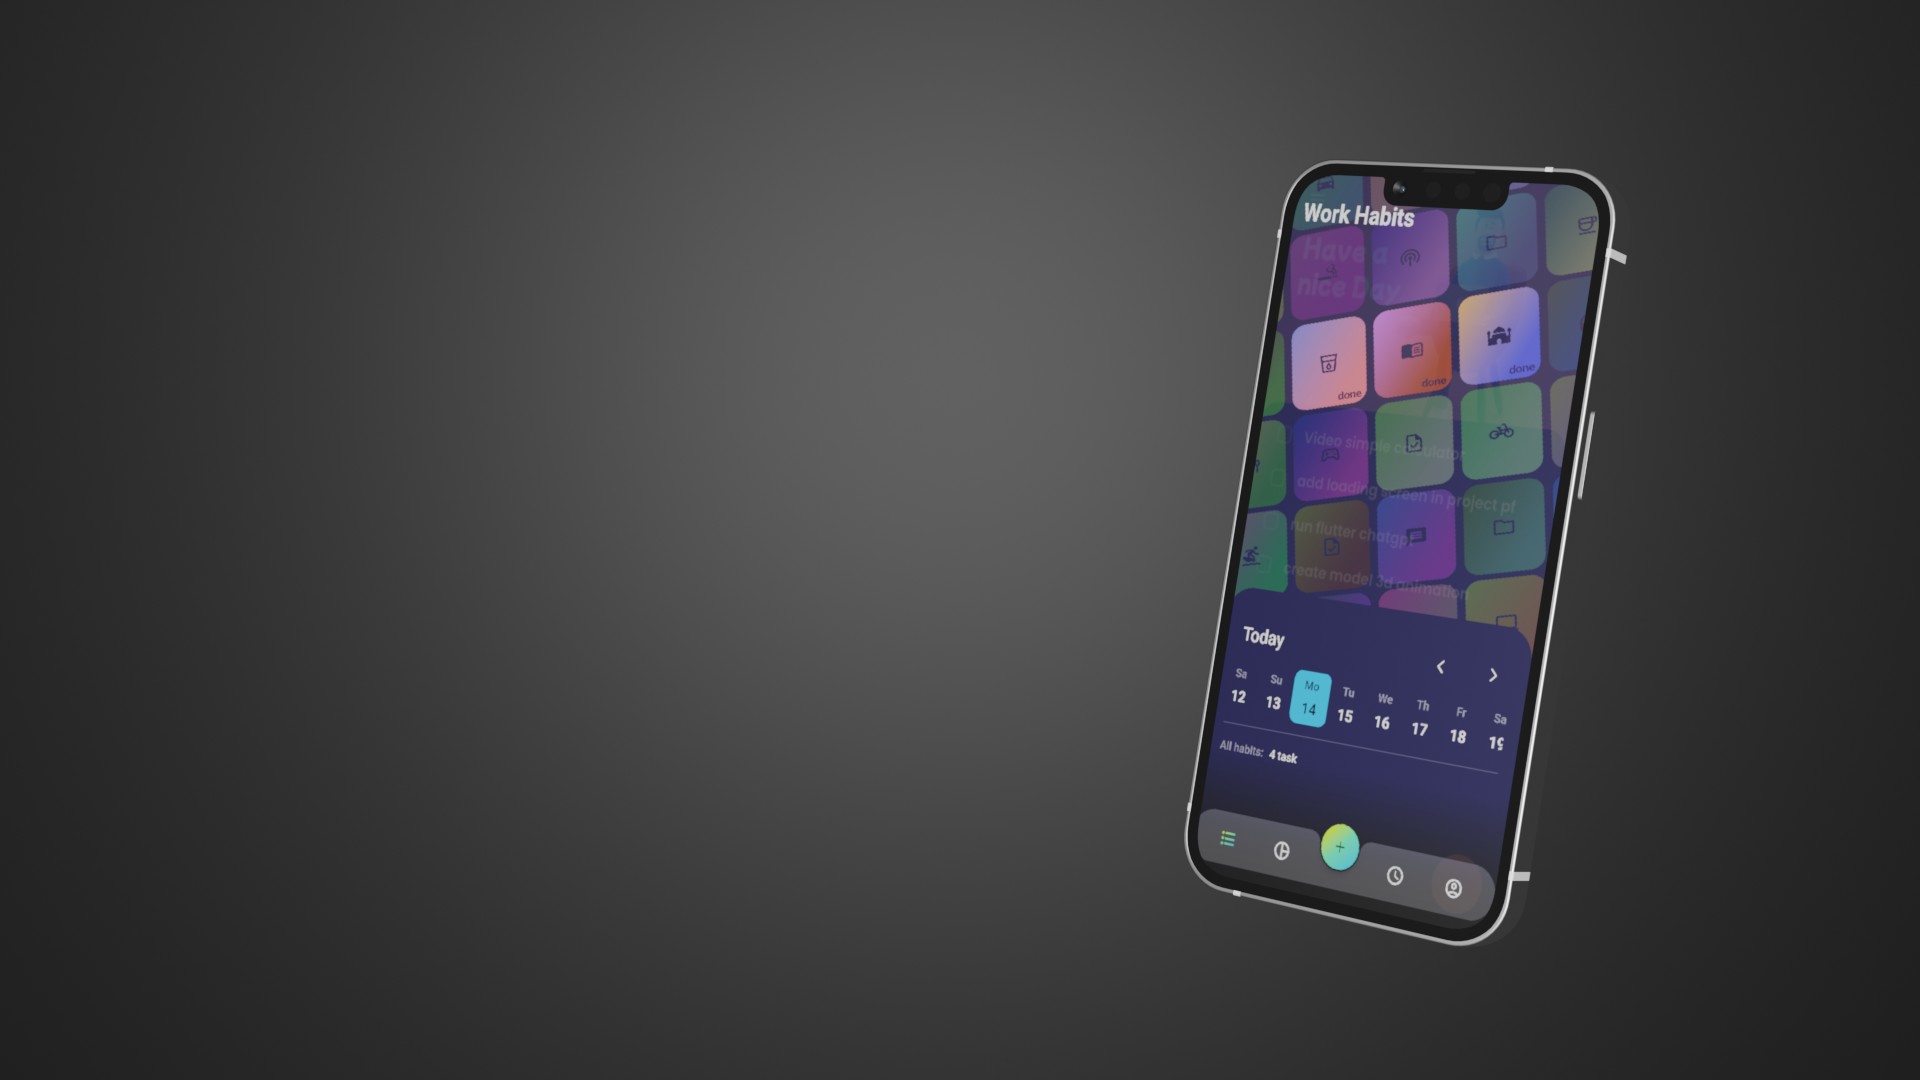 Work Habits
Have a
nice Day
done
done
done
Video simple calculator
add loading screen in project pf
run flutter chatgpt
create model 3d animation
Today
Sa Su Mo Tu We Th Fr Sa
12 13 14 15 16 17 18 19
All habits: 4 task